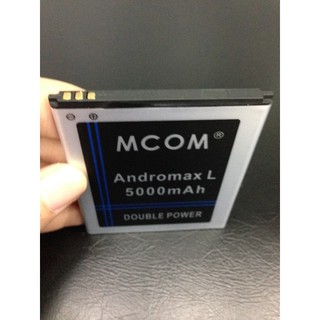 MCOM®
Andromax L
5000mAh
DOUBLE POWER